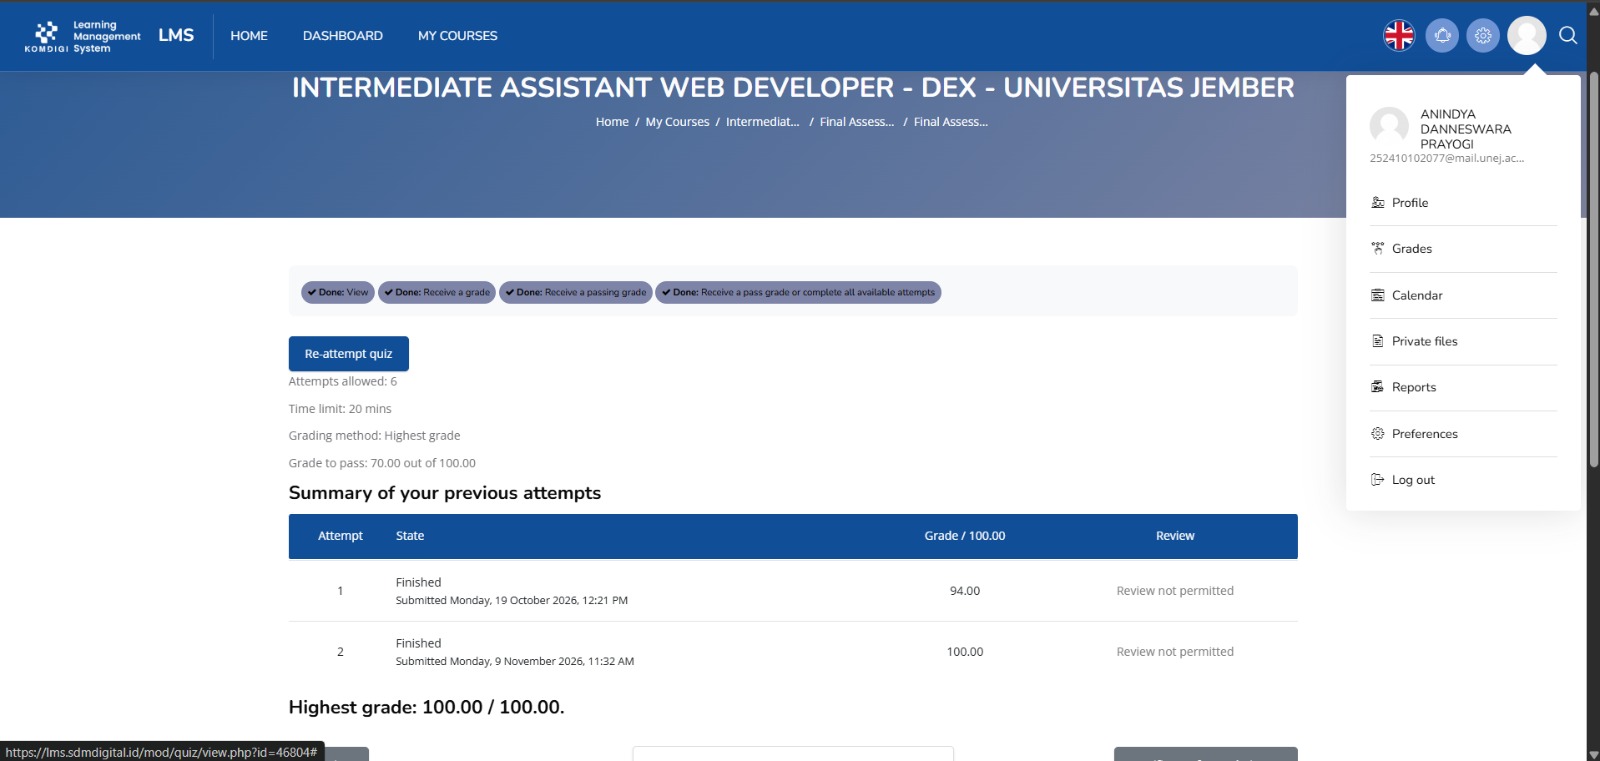 KOMDIGI
Learning
Management
System
LMS
HOME
DASHBOARD
MY COURSES
INTERMEDIATE ASSISTANT WEB DEVELOPER - DEX - UNIVERSITAS JEMBER
Home / My Courses / Intermediat... / Final Assess... / Final Assess...
ANINDYA
DANNESWARA
PRAYOGI
252410102077@mail.unej.ac...
Profile
Grades
Calendar
Private files
Reports
Preferences
Log out
Done: View
Done: Receive a grade
Done: Receive a passing grade
Done: Receive a pass grade or complete all available attempts
Re-attempt quiz
Attempts allowed: 6
Time limit: 20 mins
Grading method: Highest grade
Grade to pass: 70.00 out of 100.00
Summary of your previous attempts
Attempt State Grade / 100.00 Review
1 Finished 94.00 Review not permitted
Submitted Monday, 19 October 2026, 12:21 PM
2 Finished 100.00 Review not permitted
Submitted Monday, 9 November 2026, 11:32 AM
Highest grade: 100.00 / 100.00.
https://lms.sdmdigital.id/mod/quiz/view.php?id=46804#